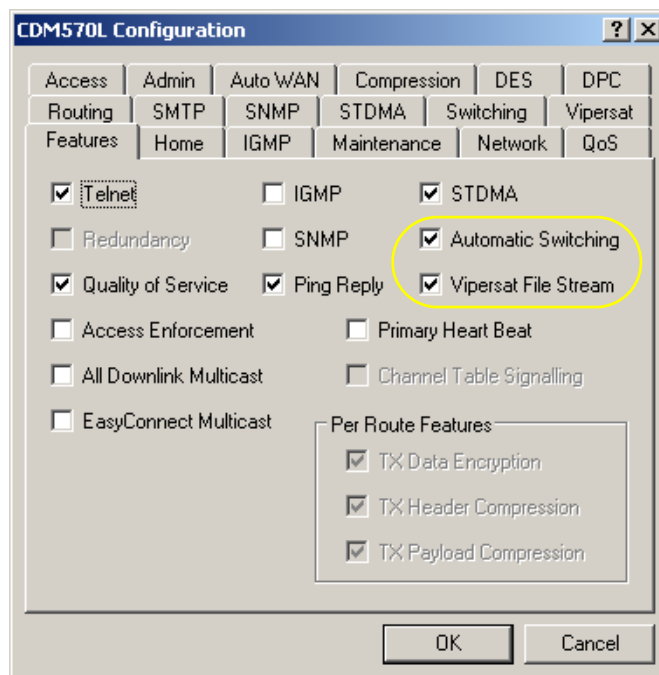 CDM570L Configuration
Access Admin Auto WAN Compression DES DPC
Routing SMTP SNMP STDMA Switching Vipersat
Features Home IGMP Maintenance Network QoS
Telnet IGMP STDMA
Redundancy SNMP Automatic Switching
Quality of Service Ping Reply Vipersat File Stream
Access Enforcement Primary Heart Beat
All Downlink Multicast Channel Table Signalling
EasyConnect Multicast Per Route Features
TX Data Encryption
TX Header Compression
TX Payload Compression
OK Cancel